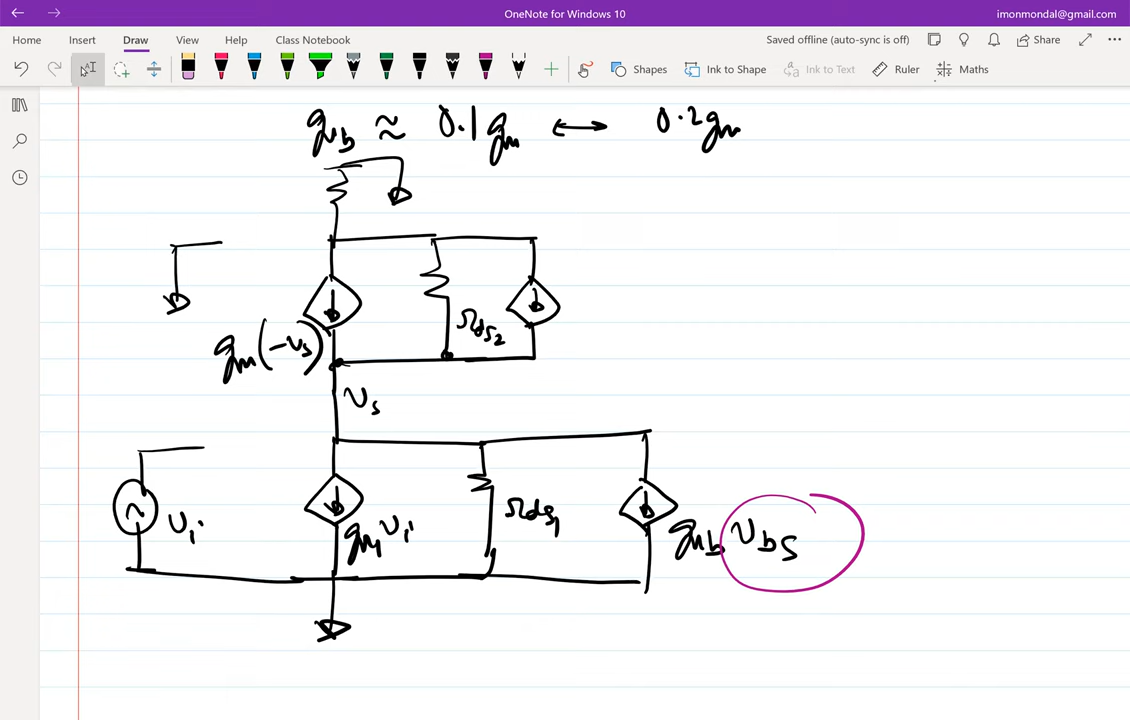 OneNote for Windows 10
imonmondal@gmail.com
Home Insert Draw View Help Class Notebook
Saved offline (auto-sync is off) Share
Shapes Ink to Shape Ink to Text Ruler Maths
gmb ≈ 0.1gm ↔ 0.2gm
rds2
gm(-vs)
vs
vi
gm1vi
rds1
gmb vbs